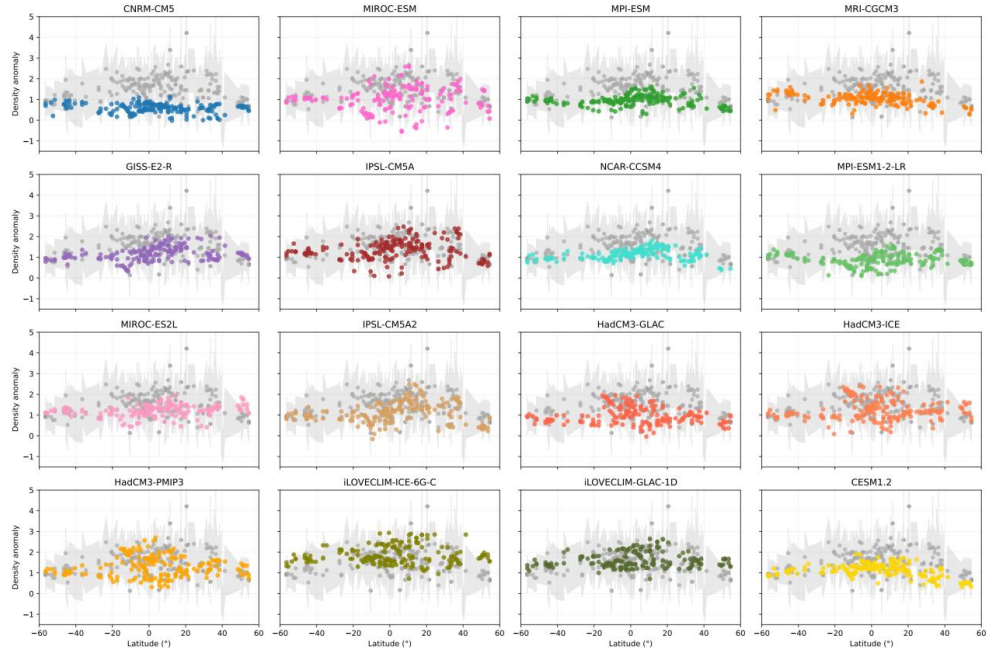 CNRM-CM5 MIROC-ESM MPI-ESM MRI-CGCM3
5
4
3
2
1
0
−1
Density anomaly
GISS-E2-R IPSL-CM5A NCAR-CCSM4 MPI-ESM1-2-LR
5
4
3
2
1
0
−1
Density anomaly
MIROC-ES2L IPSL-CM5A2 HadCM3-GLAC HadCM3-ICE
5
4
3
2
1
0
−1
Density anomaly
HadCM3-PMIP3 iLOVECLIM-ICE-6G-C iLOVECLIM-GLAC-1D CESM1.2
5
4
3
2
1
0
−1
Density anomaly
−60 −40 −20 0 20 40 60 −60 −40 −20 0 20 40 60 −60 −40 −20 0 20 40 60 −60 −40 −20 0 20 40 60
Latitude (°) Latitude (°) Latitude (°) Latitude (°)